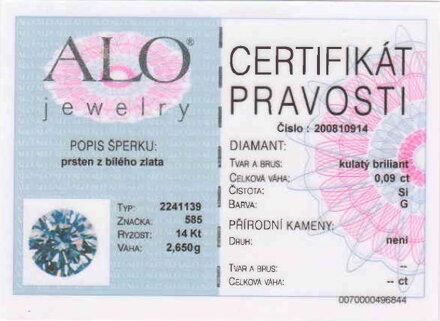 ALO®
jewelry
POPIS ŠPERKU:
prsten z bílého zlata
TYP: 2241139
ZNAČKA: 585
RYZOST: 14 Kt
VÁHA: 2,650g
CERTIFIKÁT
PRAVOSTI
Číslo : 200810914
DIAMANT:
TVAR A BRUS: kulatý briliant
CELKOVÁ VÁHA: 0,09 ct
ČISTOTA: Si
BARVA: G
PŘÍRODNÍ KAMENY:
DRUH: není
TVAR A BRUS: --
CELKOVÁ VÁHA: -- ct
0070000496844